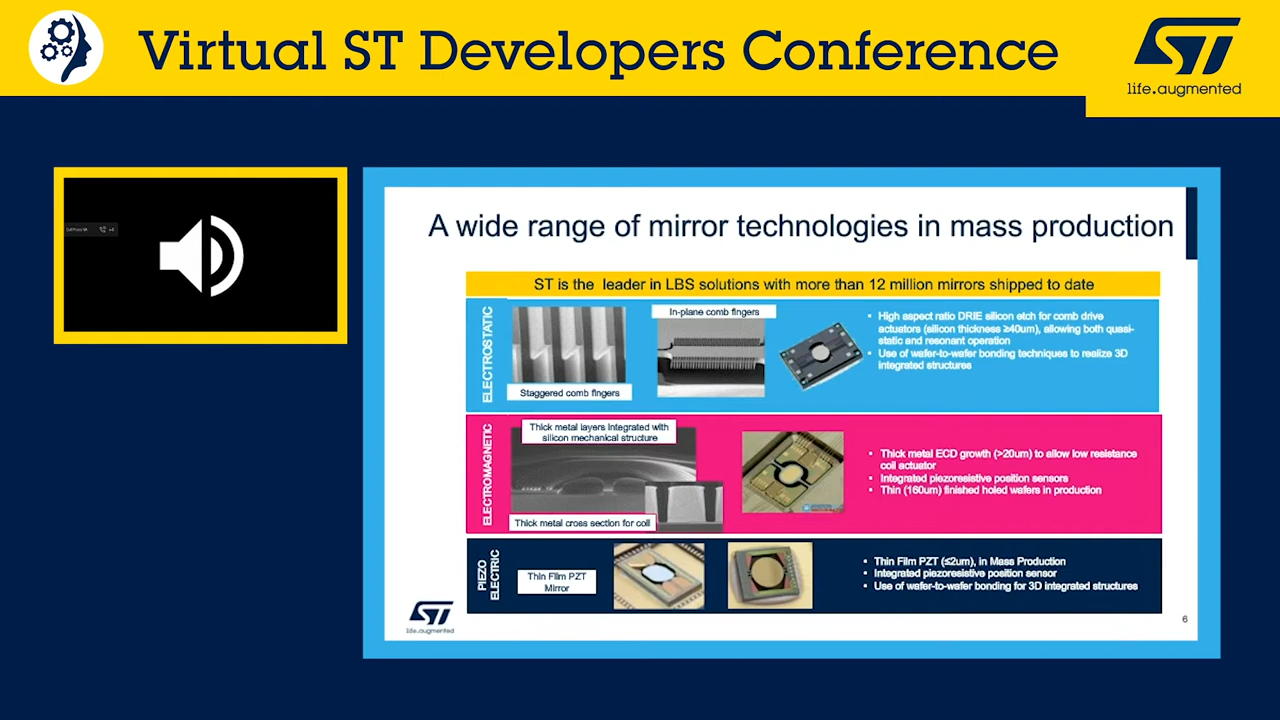 Virtual ST Developers Conference
ST
life.augmented
A wide range of mirror technologies in mass production
ST is the leader in LBS solutions with more than 12 million mirrors shipped to date
ELECTROSTATIC
Staggered comb fingers
In-plane comb fingers
• High aspect ratio DRIE silicon etch for comb drive
actuators (silicon thickness ≥40um), allowing both quasi-
static and resonant operation
• Use of wafer-to-wafer bonding techniques to realize 3D
integrated structures
ELECTROMAGNETIC
Thick metal layers integrated with
silicon mechanical structure
Thick metal cross section for coil
• Thick metal ECD growth (>20um) to allow low resistance
coil actuator
• Integrated piezoresistive position sensors
• Thin (160um) finished holed wafers in production
PIEZO
ELECTRIC
Thin Film PZT
Mirror
• Thin Film PZT (≤2um), in Mass Production
• Integrated piezoresistive position sensor
• Use of wafer-to-wafer bonding for 3D integrated structures
ST
life.augmented
6